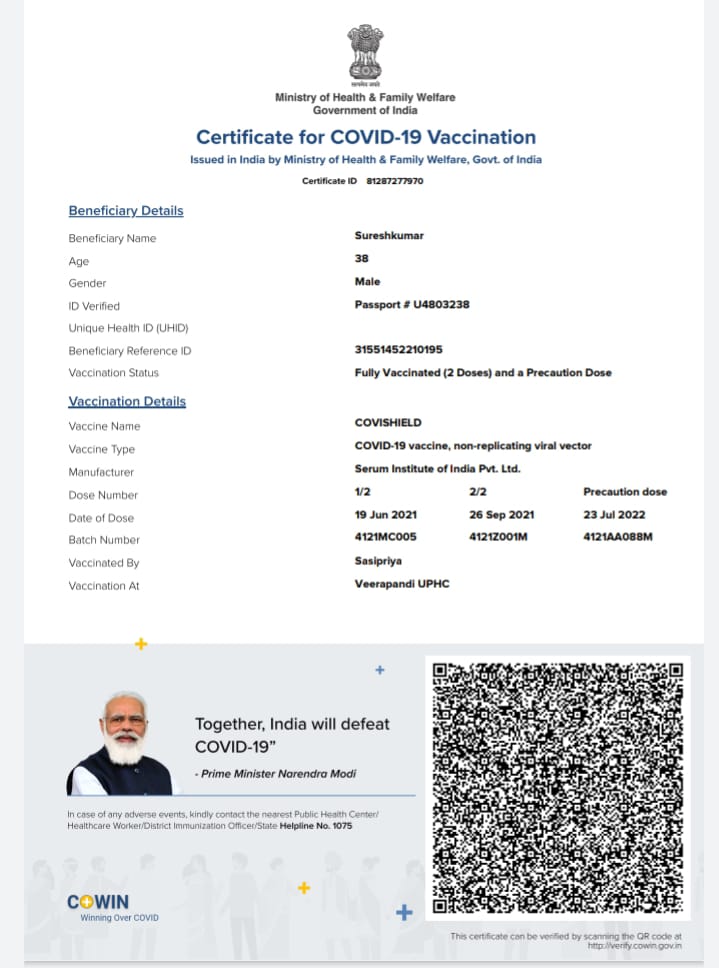 सत्यमेव जयते
Ministry of Health & Family Welfare
Government of India
Certificate for COVID-19 Vaccination
Issued in India by Ministry of Health & Family Welfare, Govt. of India
Certificate ID 81287277970
Beneficiary Details
Beneficiary Name Sureshkumar
Age 38
Gender Male
ID Verified Passport # U4803238
Unique Health ID (UHID)
Beneficiary Reference ID 31551452210195
Vaccination Status Fully Vaccinated (2 Doses) and a Precaution Dose
Vaccination Details
Vaccine Name COVISHIELD
Vaccine Type COVID-19 vaccine, non-replicating viral vector
Manufacturer Serum Institute of India Pvt. Ltd.
Dose Number 1/2 2/2 Precaution dose
Date of Dose 19 Jun 2021 26 Sep 2021 23 Jul 2022
Batch Number 4121MC005 4121Z001M 4121AA088M
Vaccinated By Sasipriya
Vaccination At Veerapandi UPHC
Together, India will defeat
COVID-19”
- Prime Minister Narendra Modi
In case of any adverse events, kindly contact the nearest Public Health Center/
Healthcare Worker/District Immunization Officer/State Helpline No. 1075
COWIN
Winning Over COVID
This certificate can be verified by scanning the QR code at
http://verify.cowin.gov.in